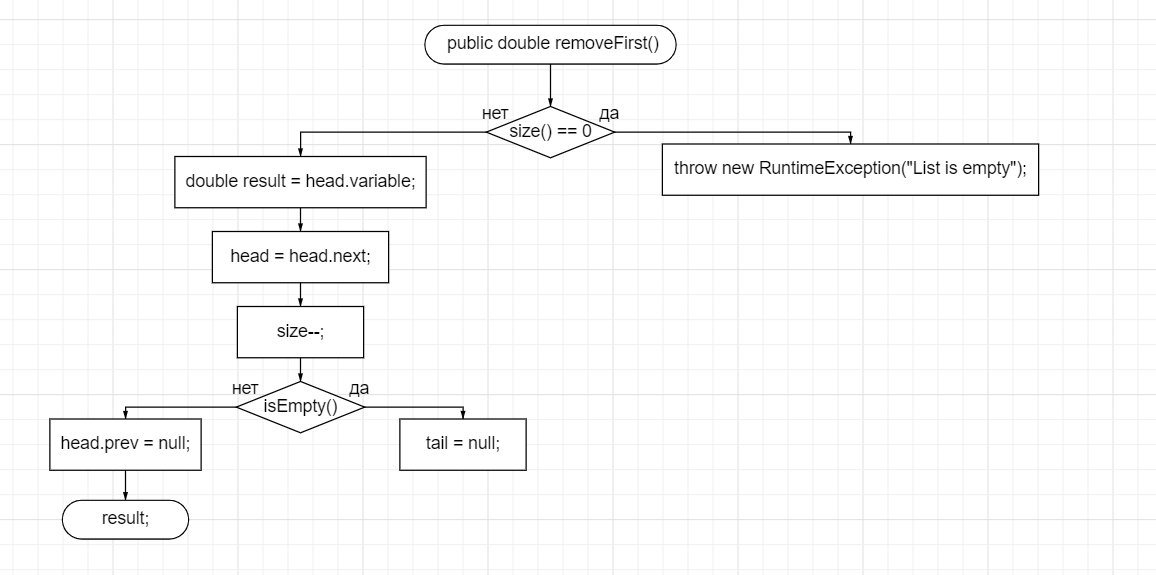 public double removeFirst()
нет
да
size() == 0
double result = head.variable;
throw new RuntimeException("List is empty");
head = head.next;
size--;
нет
да
isEmpty()
head.prev = null;
tail = null;
result;